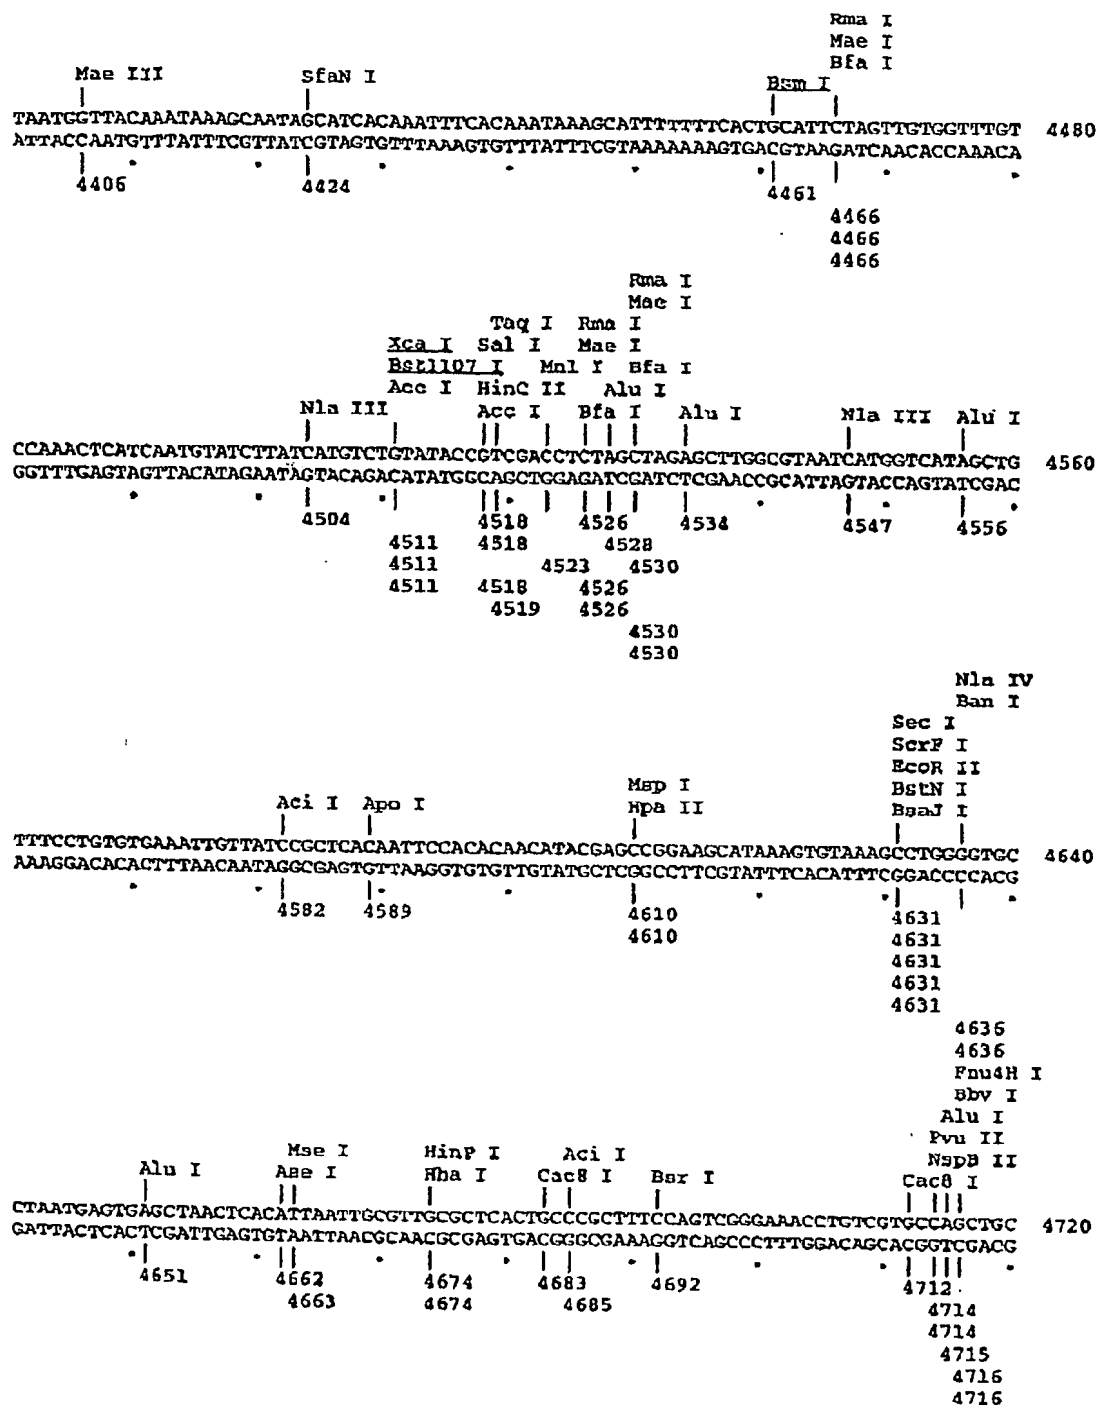 Rma I
Mae I
Mae III SfaN I Bfa I
Bsm I
TAATGGTTACAAATAAAGCAATAGCATCACAAATTTCACAAATAAAGCATTTTTTTCACTGCATTCTAGTTGTGGTTTGT 4480
ATTACCAATGTTTATTTCGTTATCGTAGTGTTTAAAGTGTTTATTTCGTAAAAAAAGTGACGTAAGATCAACACCAAACA
4406 4424 4461
4466
4466
4466
Rma I
Mae I
Taq I Rma I
Xca I Sal I Mae I
Bst1107 I Mnl I Bfa I
Acc I HinC II Alu I
Nla III Acc I Bfa I Alu I Nla III Alu I
CCAAACTCATCAATGTATCTTATCATGTCTGTATACCGTCGACCTCTAGCTAGAGCTTGGCGTAATCATGGTCATAGCTG 4560
GGTTTGAGTAGTTACATAGAATAGTACAGACATATGGCAGCTGGAGATCGATCTCGAACCGCATTAGTACCAGTATCGAC
4504 4518 4526 4534 4547 4556
4511 4518 4528
4511 4523 4530
4511 4518 4526
4519 4526
4530
4530
Nla IV
Ban I
Sec I
ScrF I
EcoR II
Msp I BstN I
Aci I Apo I Hpa II BsaJ I
TTTCCTGTGTGAAATTGTTATCCGCTCACAATTCCACACAACATACGAGCCGGAAGCATAAAGTGTAAAGCCTGGGGTGC 4640
AAAGGACACACTTTAACAATAGGCGAGTGTTAAGGTGTGTTGTATGCTCGGCCTTCGTATTTCACATTTCGGACCCCACG
4582 4589 4610 4631
4610 4631
4631
4631
4631
4636
4636
Fnu4H I
Bbv I
Alu I
Pvu II
Mse I HinP I Aci I NspB II
Alu I Ase I Hha I Cac8 I Bsr I Cac8 I
CTAATGAGTGAGCTAACTCACATTAATTGCGTTGCGCTCACTGCCCGCTTTCCAGTCGGGAAACCTGTCGTGCCAGCTGC 4720
GATTACTCACTCGATTGAGTGTAATTAACGCAACGCGAGTGACGGGCGAAAGGTCAGCCCTTTGGACAGCACGGTCGACG
4651 4662 4674 4683 4692 4712
4663 4674 4685 4714
4714
4715
4716
4716